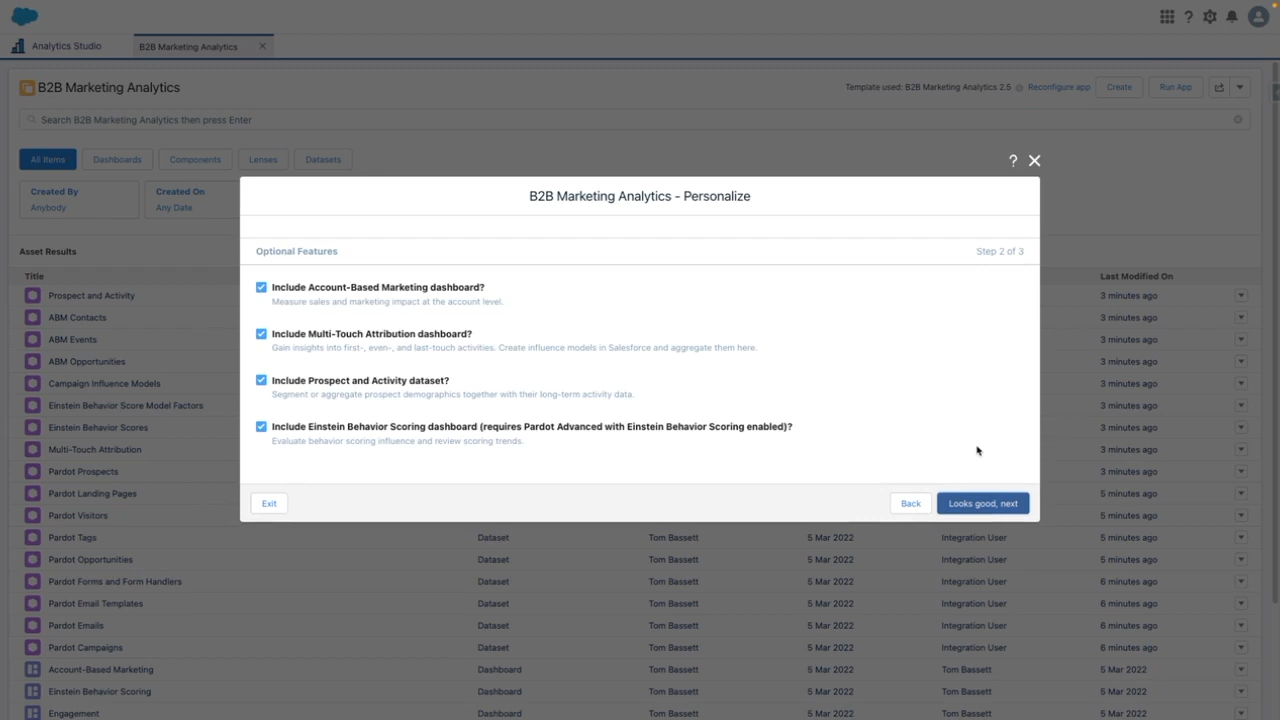 Analytics Studio
B2B Marketing Analytics
B2B Marketing Analytics
Template used: B2B Marketing Analytics 2.5
Reconfigure app
Create
Run App
Search B2B Marketing Analytics then press Enter
All Items
Dashboards
Components
Lenses
Datasets
Created By
Anybody
Created On
Any Date
?
B2B Marketing Analytics - Personalize
Optional Features
Step 2 of 3
Include Account-Based Marketing dashboard?
Measure sales and marketing impact at the account level.
Include Multi-Touch Attribution dashboard?
Gain insights into first-, even-, and last-touch activities. Create influence models in Salesforce and aggregate them here.
Include Prospect and Activity dataset?
Segment or aggregate prospect demographics together with their long-term activity data.
Include Einstein Behavior Scoring dashboard (requires Pardot Advanced with Einstein Behavior Scoring enabled)?
Evaluate behavior scoring influence and review scoring trends.
Exit
Back
Looks good, next
Asset Results
Title Last Modified On
Prospect and Activity 3 minutes ago
ABM Contacts 3 minutes ago
ABM Events 3 minutes ago
ABM Opportunities 3 minutes ago
Campaign Influence Models 3 minutes ago
Einstein Behavior Score Model Factors 3 minutes ago
Einstein Behavior Scores 3 minutes ago
Multi-Touch Attribution 3 minutes ago
Pardot Prospects 3 minutes ago
Pardot Landing Pages 5 minutes ago
Pardot Visitors 5 minutes ago
Pardot Tags Dataset Tom Bassett 5 Mar 2022 Integration User 5 minutes ago
Pardot Opportunities Dataset Tom Bassett 5 Mar 2022 Integration User 5 minutes ago
Pardot Forms and Form Handlers Dataset Tom Bassett 5 Mar 2022 Integration User 6 minutes ago
Pardot Email Templates Dataset Tom Bassett 5 Mar 2022 Integration User 6 minutes ago
Pardot Emails Dataset Tom Bassett 5 Mar 2022 Integration User 6 minutes ago
Pardot Campaigns Dataset Tom Bassett 5 Mar 2022 Integration User 6 minutes ago
Account-Based Marketing Dashboard Tom Bassett 5 Mar 2022 Tom Bassett 5 Mar 2022
Einstein Behavior Scoring Dashboard Tom Bassett 5 Mar 2022 Tom Bassett 5 Mar 2022
Engagement Dashboard Tom Bassett 5 Mar 2022 Tom Bassett 5 Mar 2022